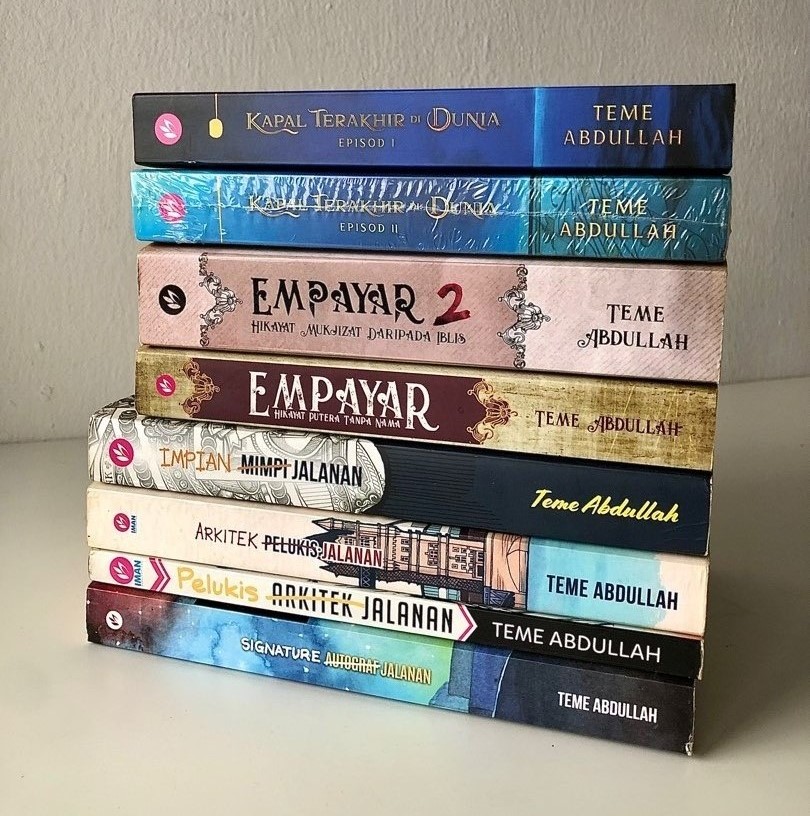 KAPAL TERAKHIR DI DUNIA
EPISOD I
TEME
ABDULLAH
KAPAL TERAKHIR DI DUNIA
EPISOD II
TEME
ABDULLAH
EMPAYAR 2
HIKAYAT MUKJIZAT DARIPADA IBLIS
TEME
ABDULLAH
EMPAYAR
HIKAYAT PUTERA TANPA NAMA
TEME ABDULLAH
IMPIAN MIMPI JALANAN
Teme Abdullah
IMAN
ARKITEK PELUKIS JALANAN
TEME ABDULLAH
IMAN
Pelukis ARKITEK JALANAN
TEME ABDULLAH
SIGNATURE AUTOGRAF JALANAN
TEME ABDULLAH